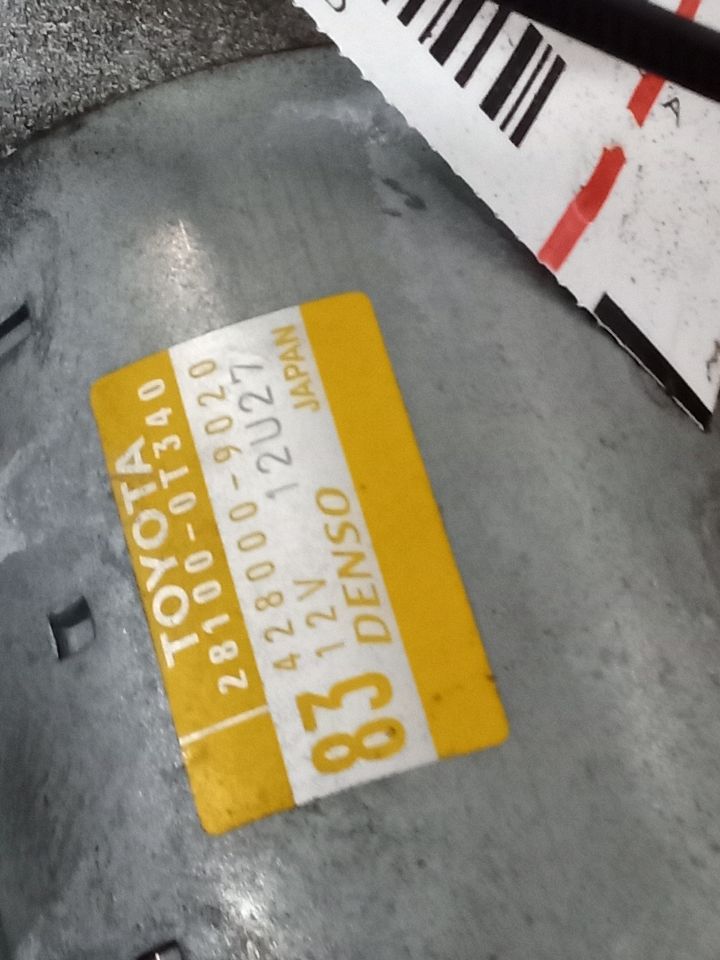 TOYOTA
28100-0T340
428000-9020
12V 12U27
83 DENSO JAPAN
A